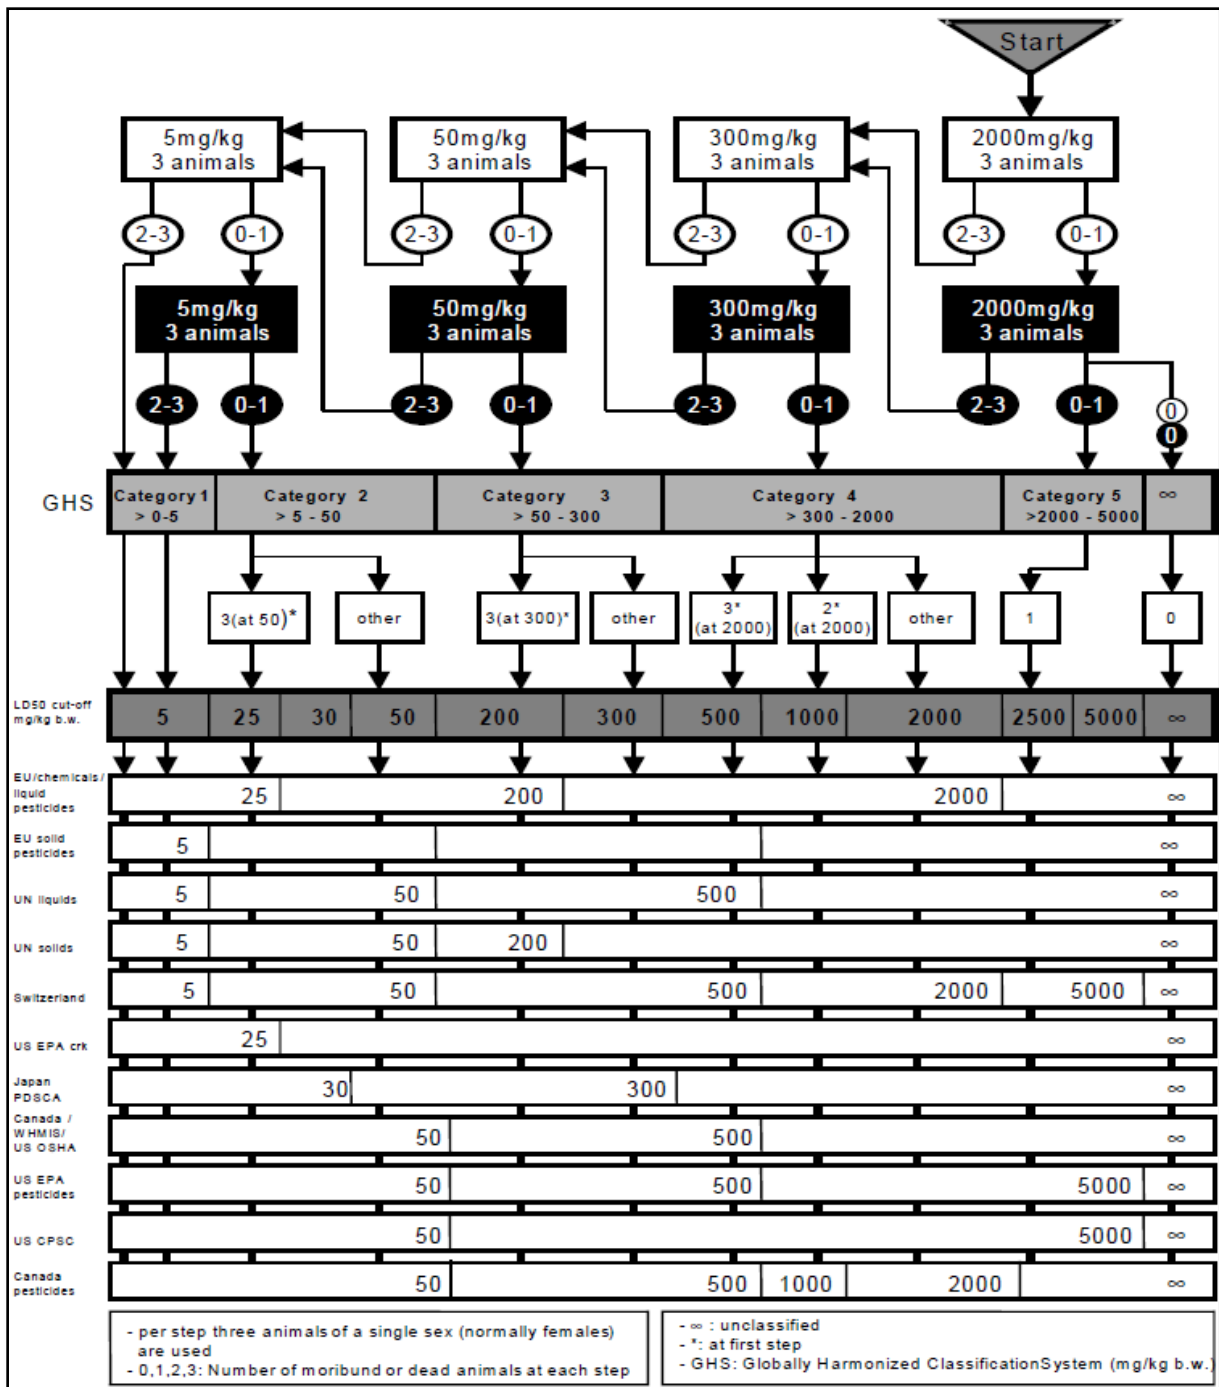 Start
5mg/kg
3 animals
50mg/kg
3 animals
300mg/kg
3 animals
2000mg/kg
3 animals
2-3
0-1
2-3
0-1
2-3
0-1
2-3
0-1
5mg/kg
3 animals
50mg/kg
3 animals
300mg/kg
3 animals
2000mg/kg
3 animals
2-3
0-1
2-3
0-1
2-3
0-1
2-3
0-1
0
0
GHS
Category 1
> 0-5
Category 2
> 5 - 50
Category 3
> 50 - 300
Category 4
> 300 - 2000
Category 5
>2000 - 5000
∞
3(at 50)*
other
3(at 300)*
other
3*
(at 2000)
2*
(at 2000)
other
1
0
LD50 cut-off
mg/kg b.w.
5 25 30 50 200 300 500 1000 2000 2500 5000 ∞
EU/chemicals/
liquid
pesticides
25 200 2000 ∞
EU solid
pesticides
5 ∞
UN liquids
5 50 500 ∞
UN solids
5 50 200 ∞
Switzerland
5 50 500 2000 5000 ∞
US EPA crk
25 ∞
Japan
PDSCA
30 300 ∞
Canada /
WHMIS/
US OSHA
50 500 ∞
US EPA
pesticides
50 500 5000 ∞
US CPSC
50 5000 ∞
Canada
pesticides
50 500 1000 2000 ∞
- per step three animals of a single sex (normally females)
are used
- 0,1,2,3: Number of moribund or dead animals at each step
- ∞ : unclassified
- *: at first step
- GHS: Globally Harmonized ClassificationSystem (mg/kg b.w.)